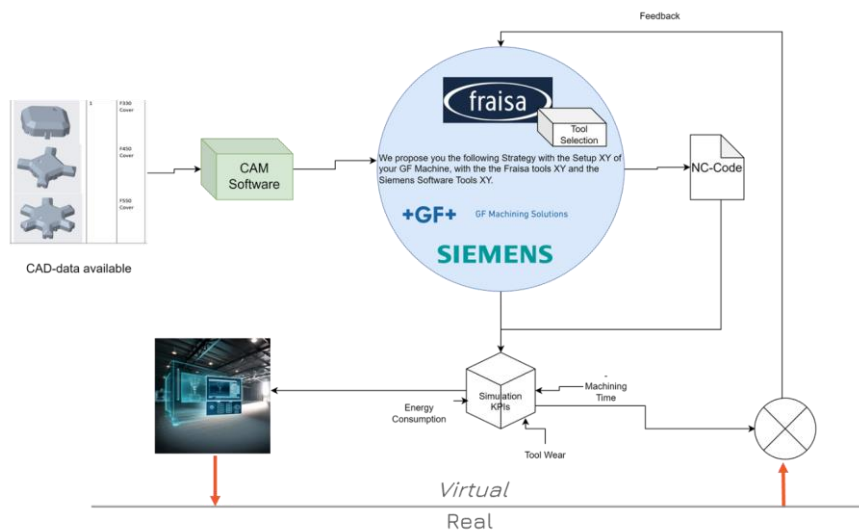 Feedback
1
F350
Cover
F450
Cover
F550
Cover
CAD-data available
CAM
Software
fraisa
Tool
Selection
We propose you the following Strategy with the Setup XY of
your GF Machine, with the the Fraisa tools XY and the
Siemens Software Tools XY.
+GF+
GF Machining Solutions
SIEMENS
NC-Code
Simulation
KPIs
Machining
Time
Energy
Consumption
Tool Wear
Virtual
Real